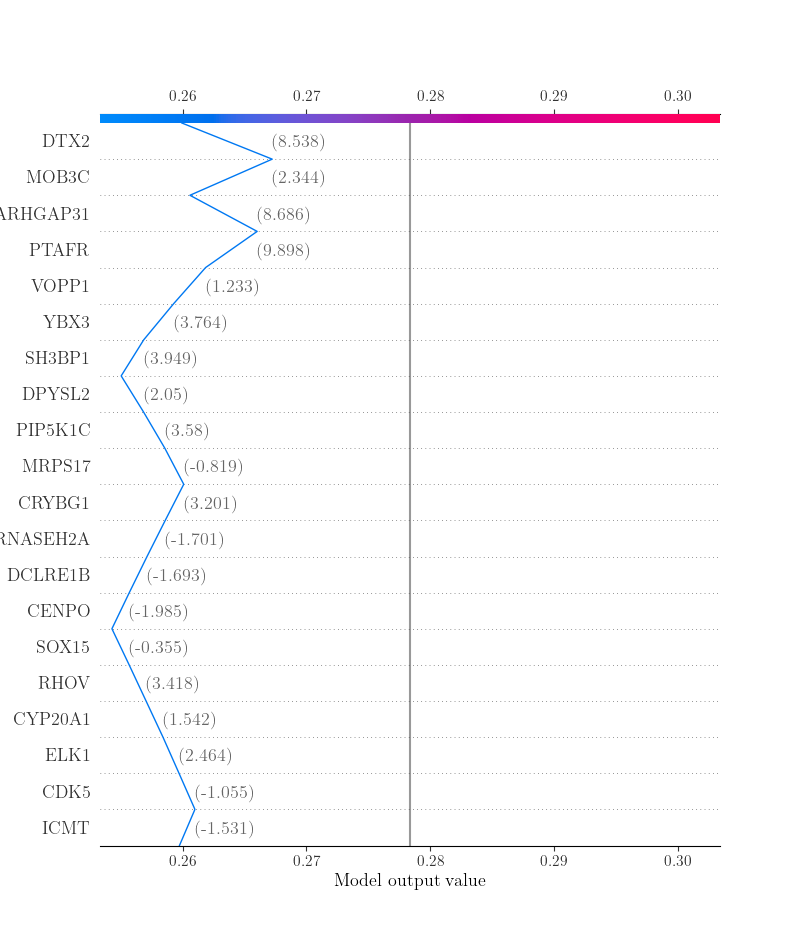 0.26 0.27 0.28 0.29 0.30
DTX2 (8.538)
MOB3C (2.344)
ARHGAP31 (8.686)
PTAFR (9.898)
VOPP1 (1.233)
YBX3 (3.764)
SH3BP1 (3.949)
DPYSL2 (2.05)
PIP5K1C (3.58)
MRPS17 (-0.819)
CRYBG1 (3.201)
RNASEH2A (-1.701)
DCLRE1B (-1.693)
CENPO (-1.985)
SOX15 (-0.355)
RHOV (3.418)
CYP20A1 (1.542)
ELK1 (2.464)
CDK5 (-1.055)
ICMT (-1.531)
0.26 0.27 0.28 0.29 0.30
Model output value